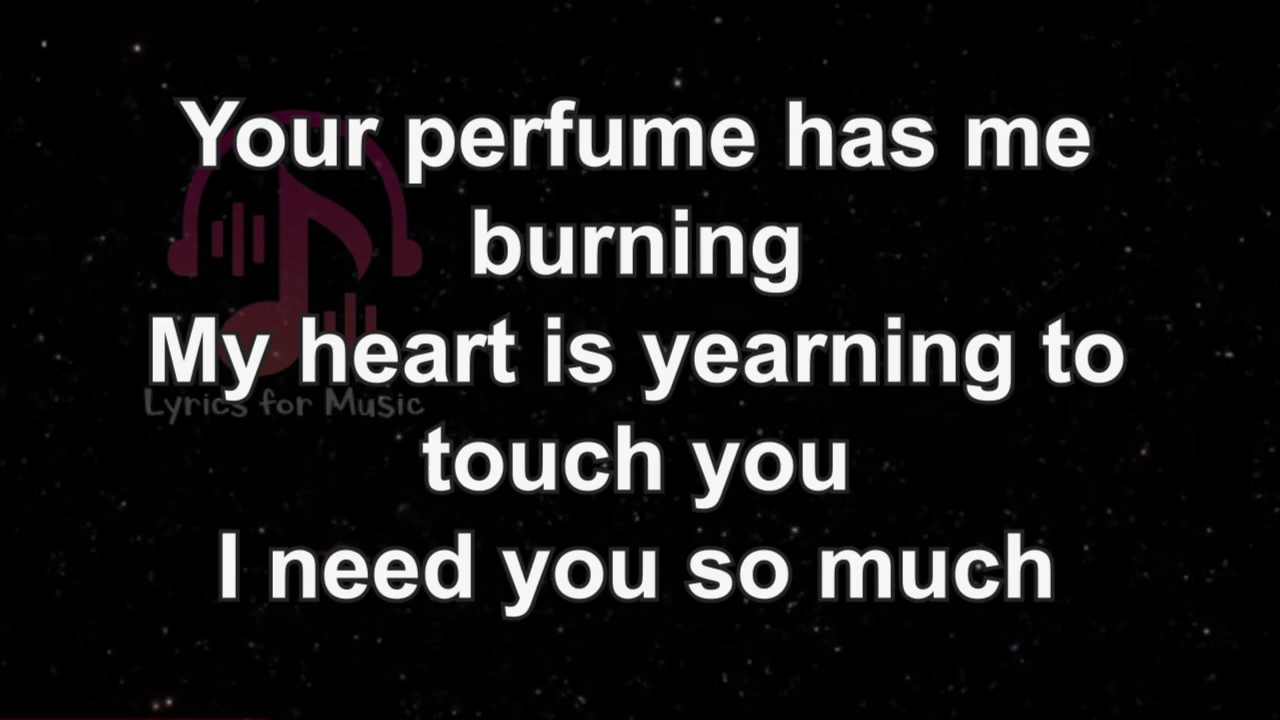 Your perfume has me
burning
My heart is yearning to
touch you
I need you so much
Lyrics for Music